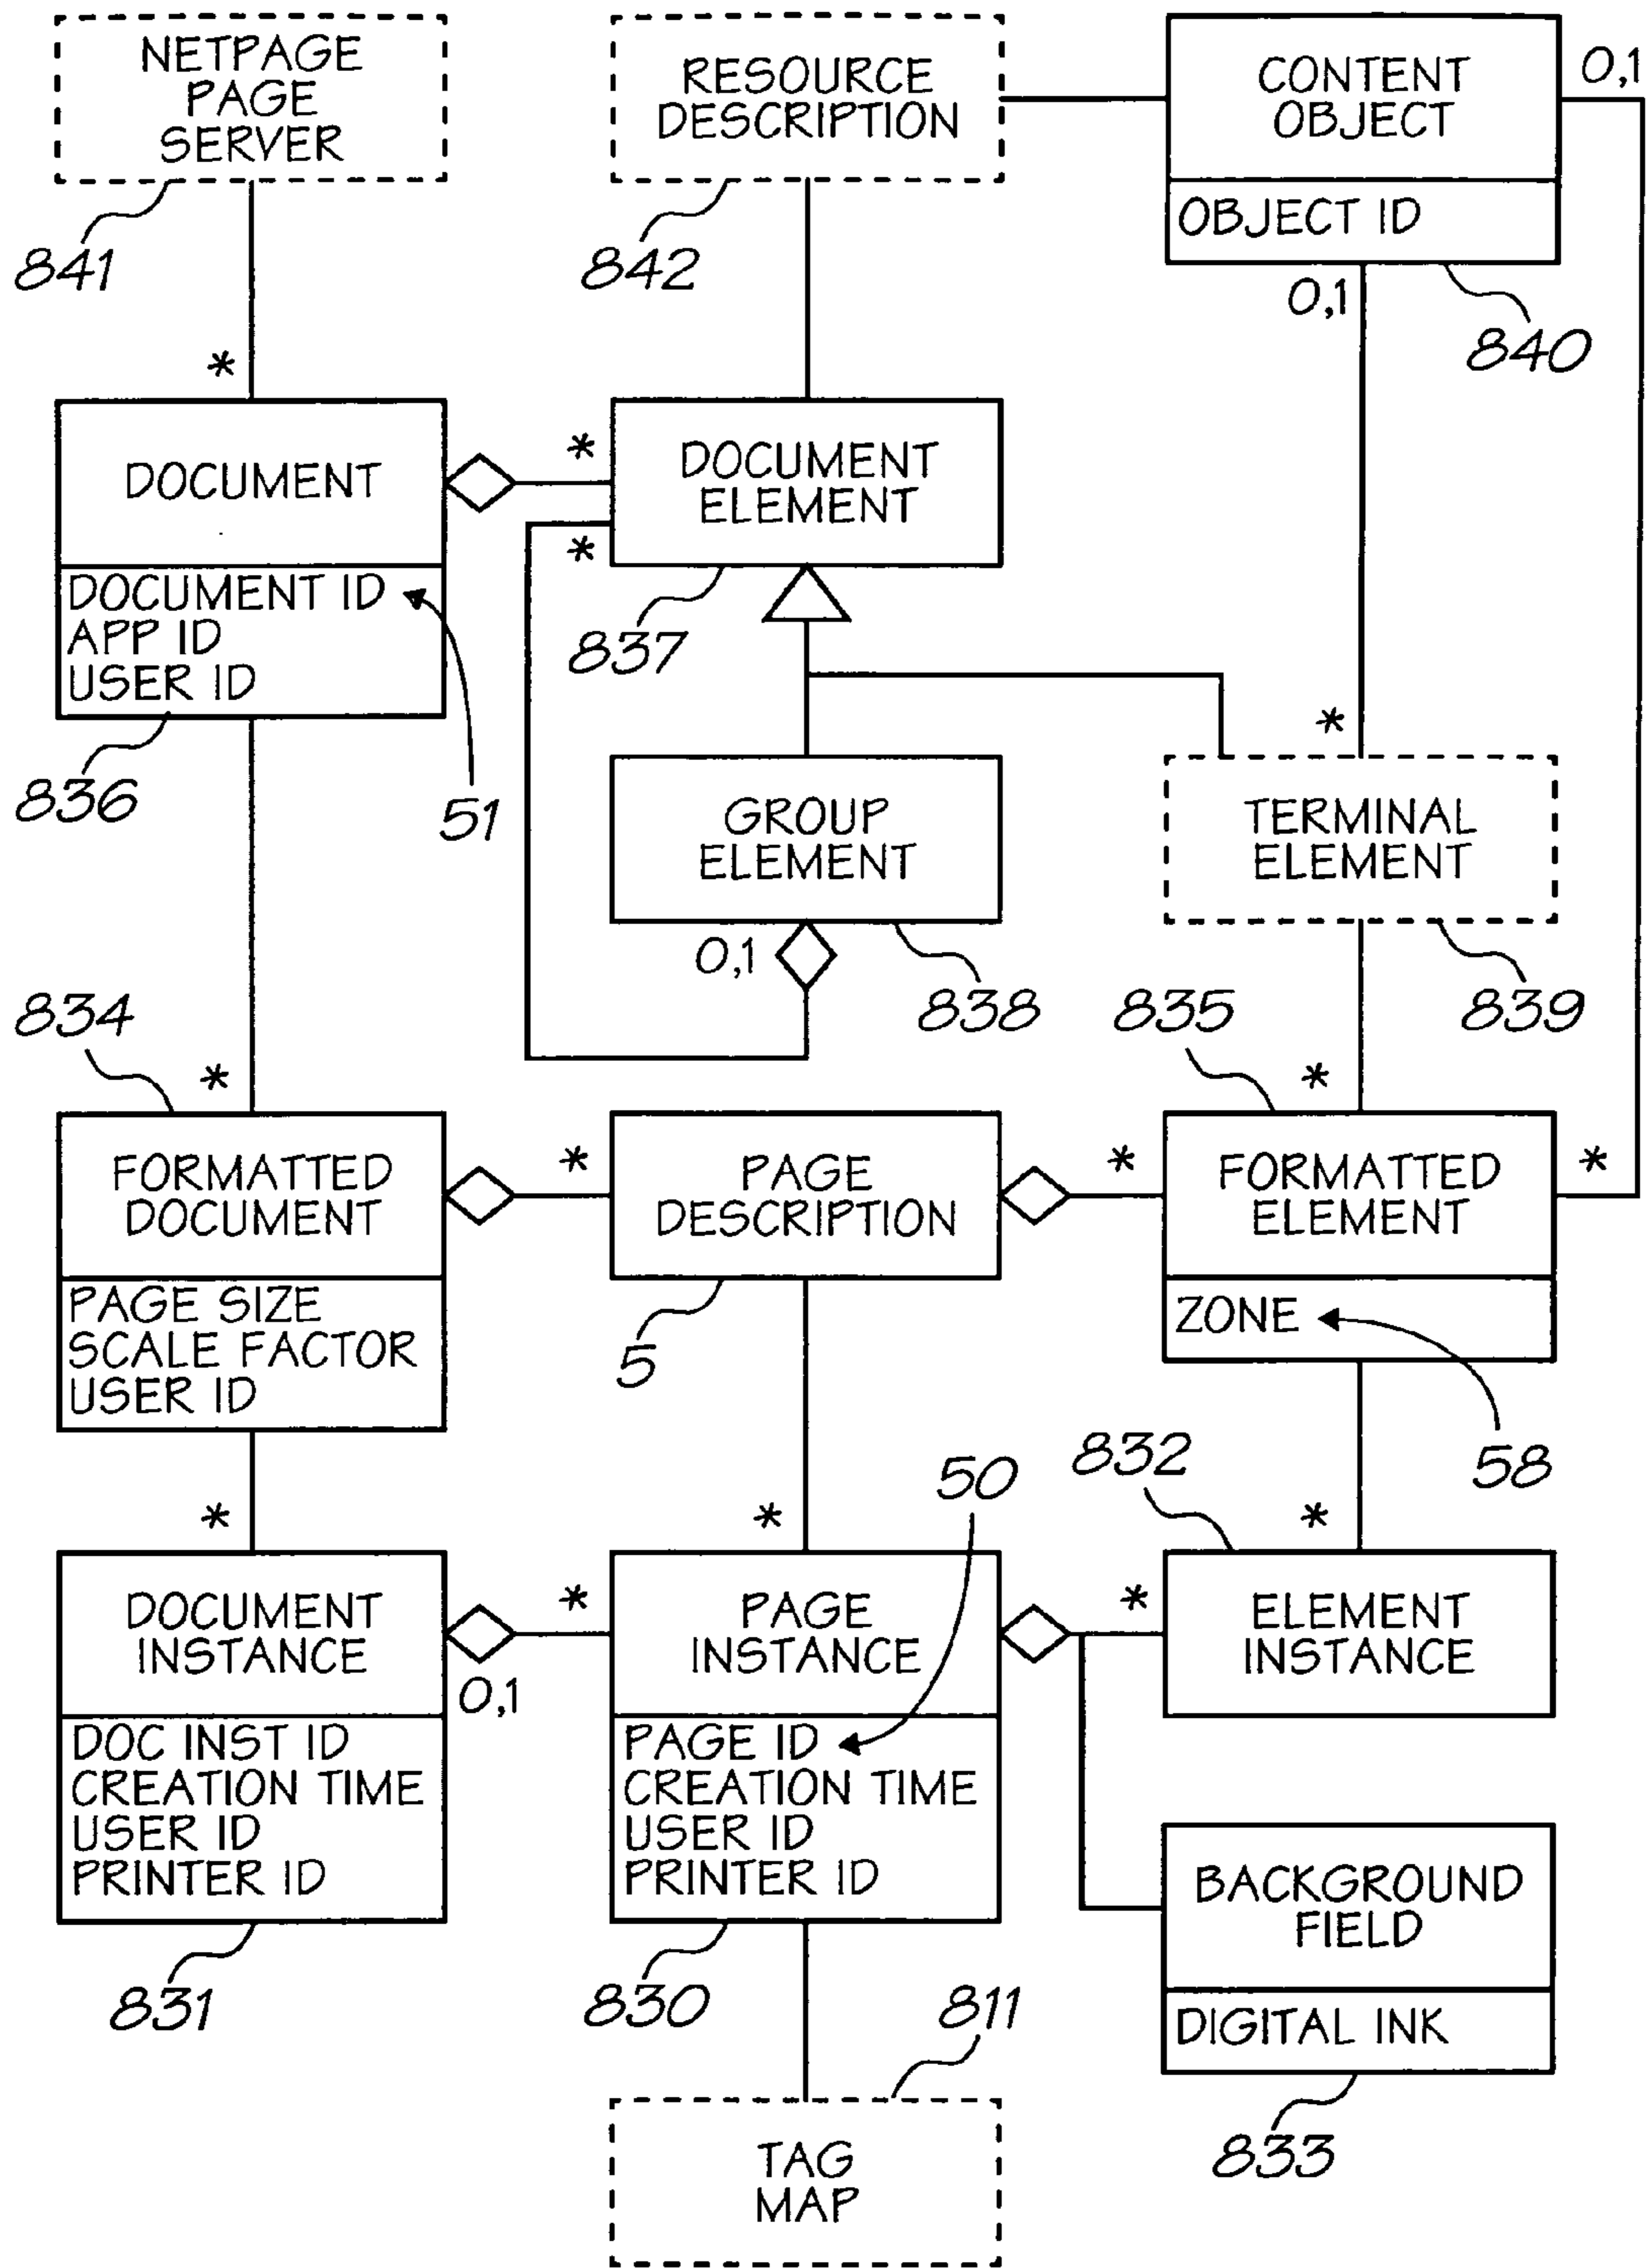 NETPAGE
PAGE
SERVER
841
RESOURCE
DESCRIPTION
842
CONTENT
OBJECT
OBJECT ID
0,1
0,1
840
*
DOCUMENT
DOCUMENT ID
APP ID
USER ID
836
51
*
*
DOCUMENT
ELEMENT
837
GROUP
ELEMENT
0,1
838
*
TERMINAL
ELEMENT
839
834
*
FORMATTED
DOCUMENT
PAGE SIZE
SCALE FACTOR
USER ID
*
PAGE
DESCRIPTION
5
835
*
*
*
FORMATTED
ELEMENT
ZONE
58
*
DOCUMENT
INSTANCE
0,1
DOC INST ID
CREATION TIME
USER ID
PRINTER ID
831
50
*
*
PAGE
INSTANCE
PAGE ID
CREATION TIME
USER ID
PRINTER ID
830
832
*
*
ELEMENT
INSTANCE
BACKGROUND
FIELD
DIGITAL INK
833
811
TAG
MAP